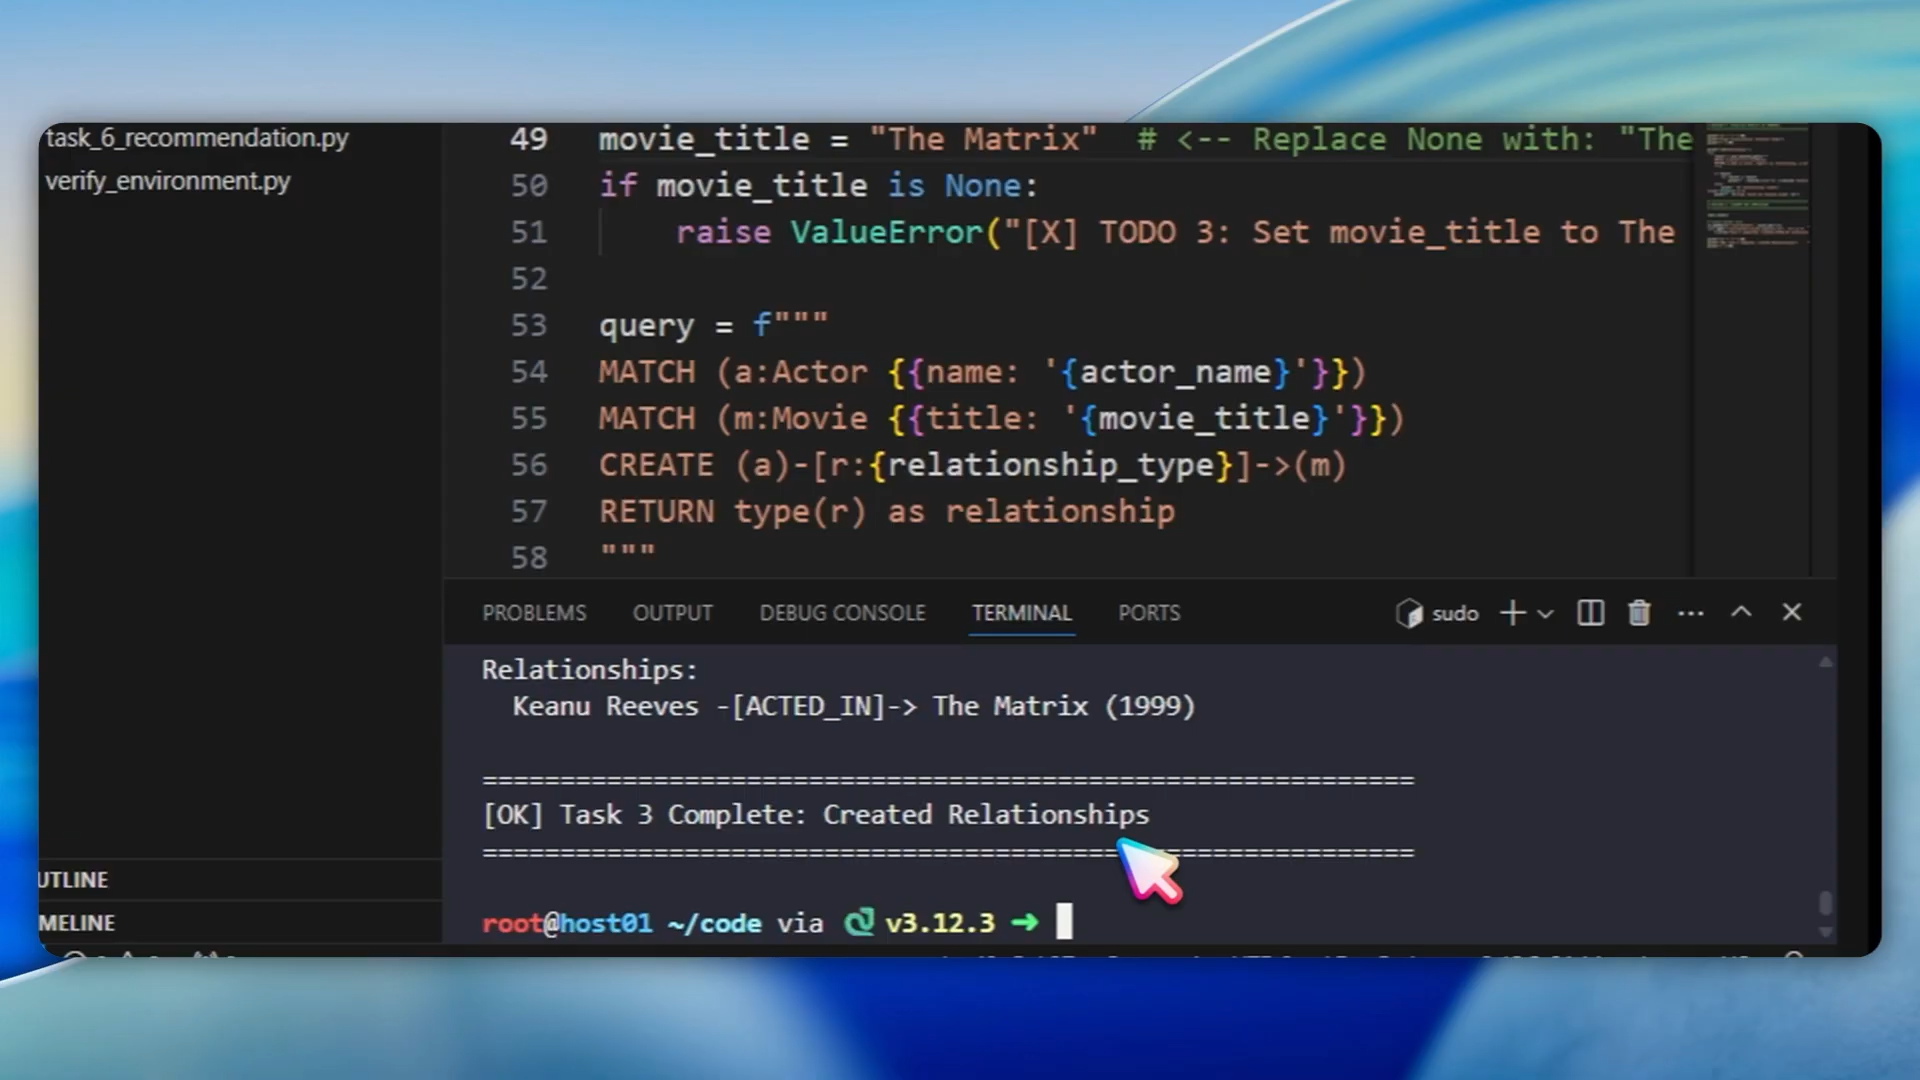 task_6_recommendation.py
verify_environment.py
UTLINE
MELINE
49 movie_title = "The Matrix" # <-- Replace None with: "The
50 if movie_title is None:
51 raise ValueError("[X] TODO 3: Set movie_title to The
52
53 query = f"""
54 MATCH (a:Actor {{name: '{actor_name}'}})
55 MATCH (m:Movie {{title: '{movie_title}'}})
56 CREATE (a)-[r:{relationship_type}]->(m)
57 RETURN type(r) as relationship
58 """
PROBLEMS OUTPUT DEBUG CONSOLE TERMINAL PORTS sudo
Relationships:
Keanu Reeves -[ACTED_IN]-> The Matrix (1999)
=============================================================
[OK] Task 3 Complete: Created Relationships
=============================================================
root@host01 ~/code via v3.12.3 ➜